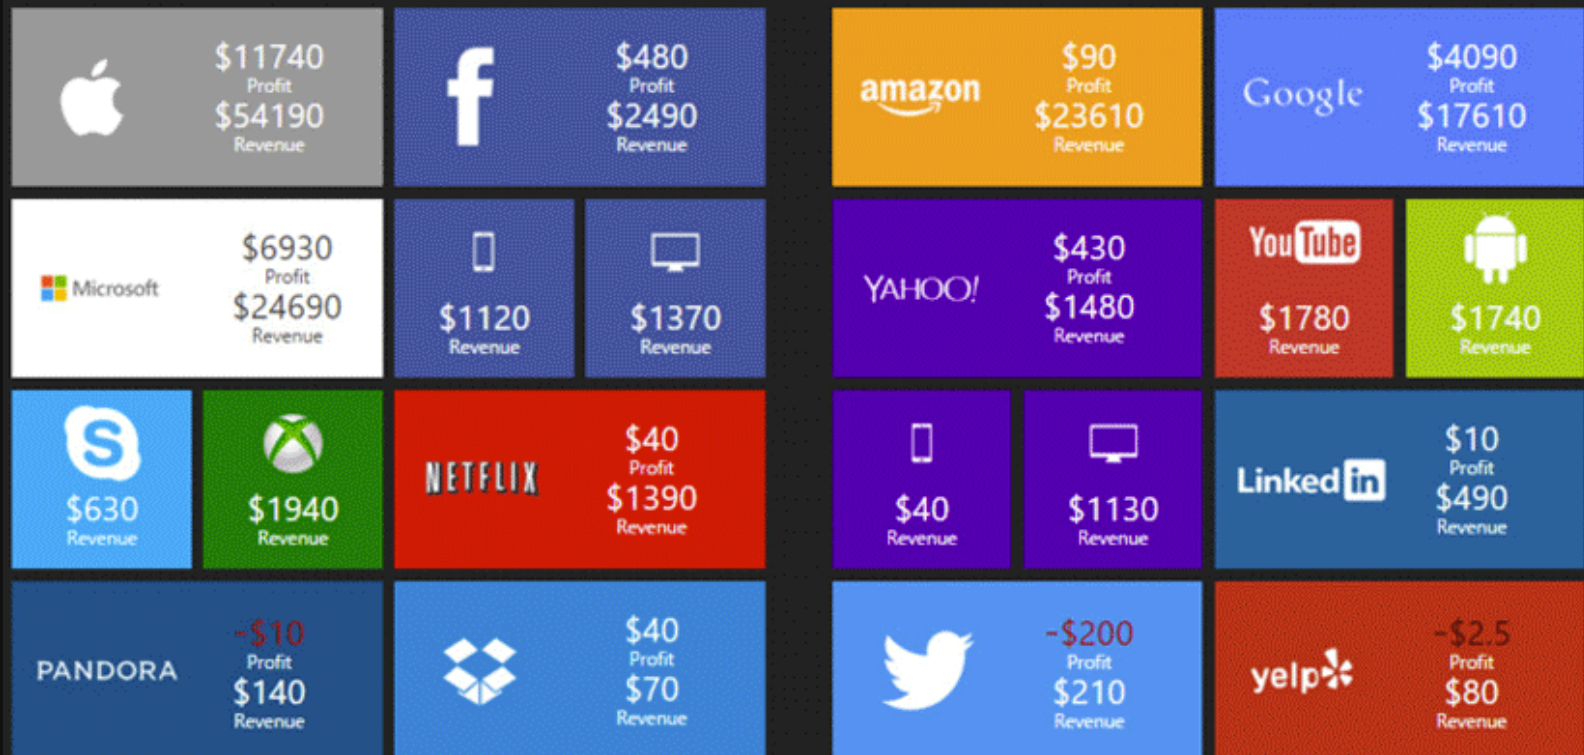 $11740
Profit
$54190
Revenue
f
$480
Profit
$2490
Revenue
amazon
$90
Profit
$23610
Revenue
Google
$4090
Profit
$17610
Revenue
Microsoft
$6930
Profit
$24690
Revenue
$1120
Revenue
$1370
Revenue
YAHOO!
$430
Profit
$1480
Revenue
YouTube
$1780
Revenue
$1740
Revenue
S
$630
Revenue
$1940
Revenue
NETFLIX
$40
Profit
$1390
Revenue
$40
Revenue
$1130
Revenue
Linked in
$10
Profit
$490
Revenue
PANDORA
-$10
Profit
$140
Revenue
$40
Profit
$70
Revenue
-$200
Profit
$210
Revenue
yelp
-$2.5
Profit
$80
Revenue